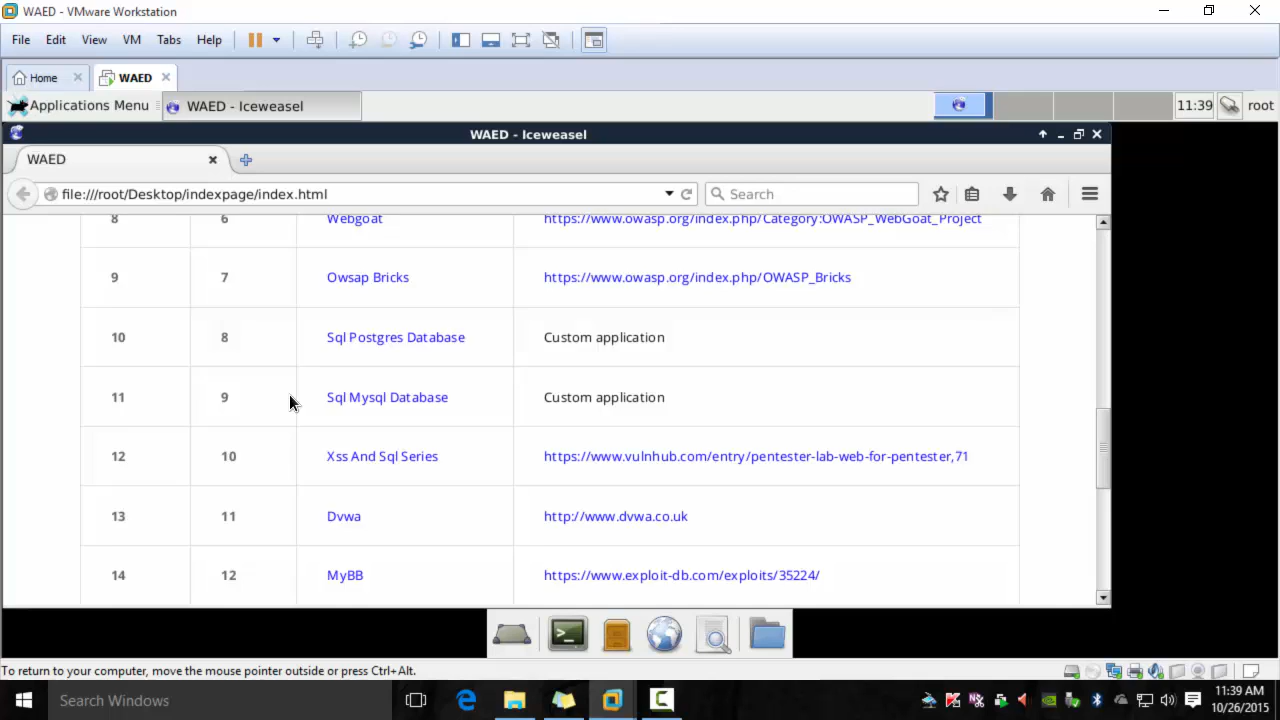 WAED - VMware Workstation
File Edit View VM Tabs Help
Home WAED
Applications Menu WAED - Iceweasel 11:39 root
WAED - Iceweasel
WAED
file:///root/Desktop/indexpage/index.html Search
8 6 Webgoat https://www.owasp.org/index.php/Category:OWASP_WebGoat_Project
9 7 Owsap Bricks https://www.owasp.org/index.php/OWASP_Bricks
10 8 Sql Postgres Database Custom application
11 9 Sql Mysql Database Custom application
12 10 Xss And Sql Series https://www.vulnhub.com/entry/pentester-lab-web-for-pentester,71
13 11 Dvwa http://www.dvwa.co.uk
14 12 MyBB https://www.exploit-db.com/exploits/35224/
To return to your computer, move the mouse pointer outside or press Ctrl+Alt.
Search Windows
11:39 AM
10/26/2015